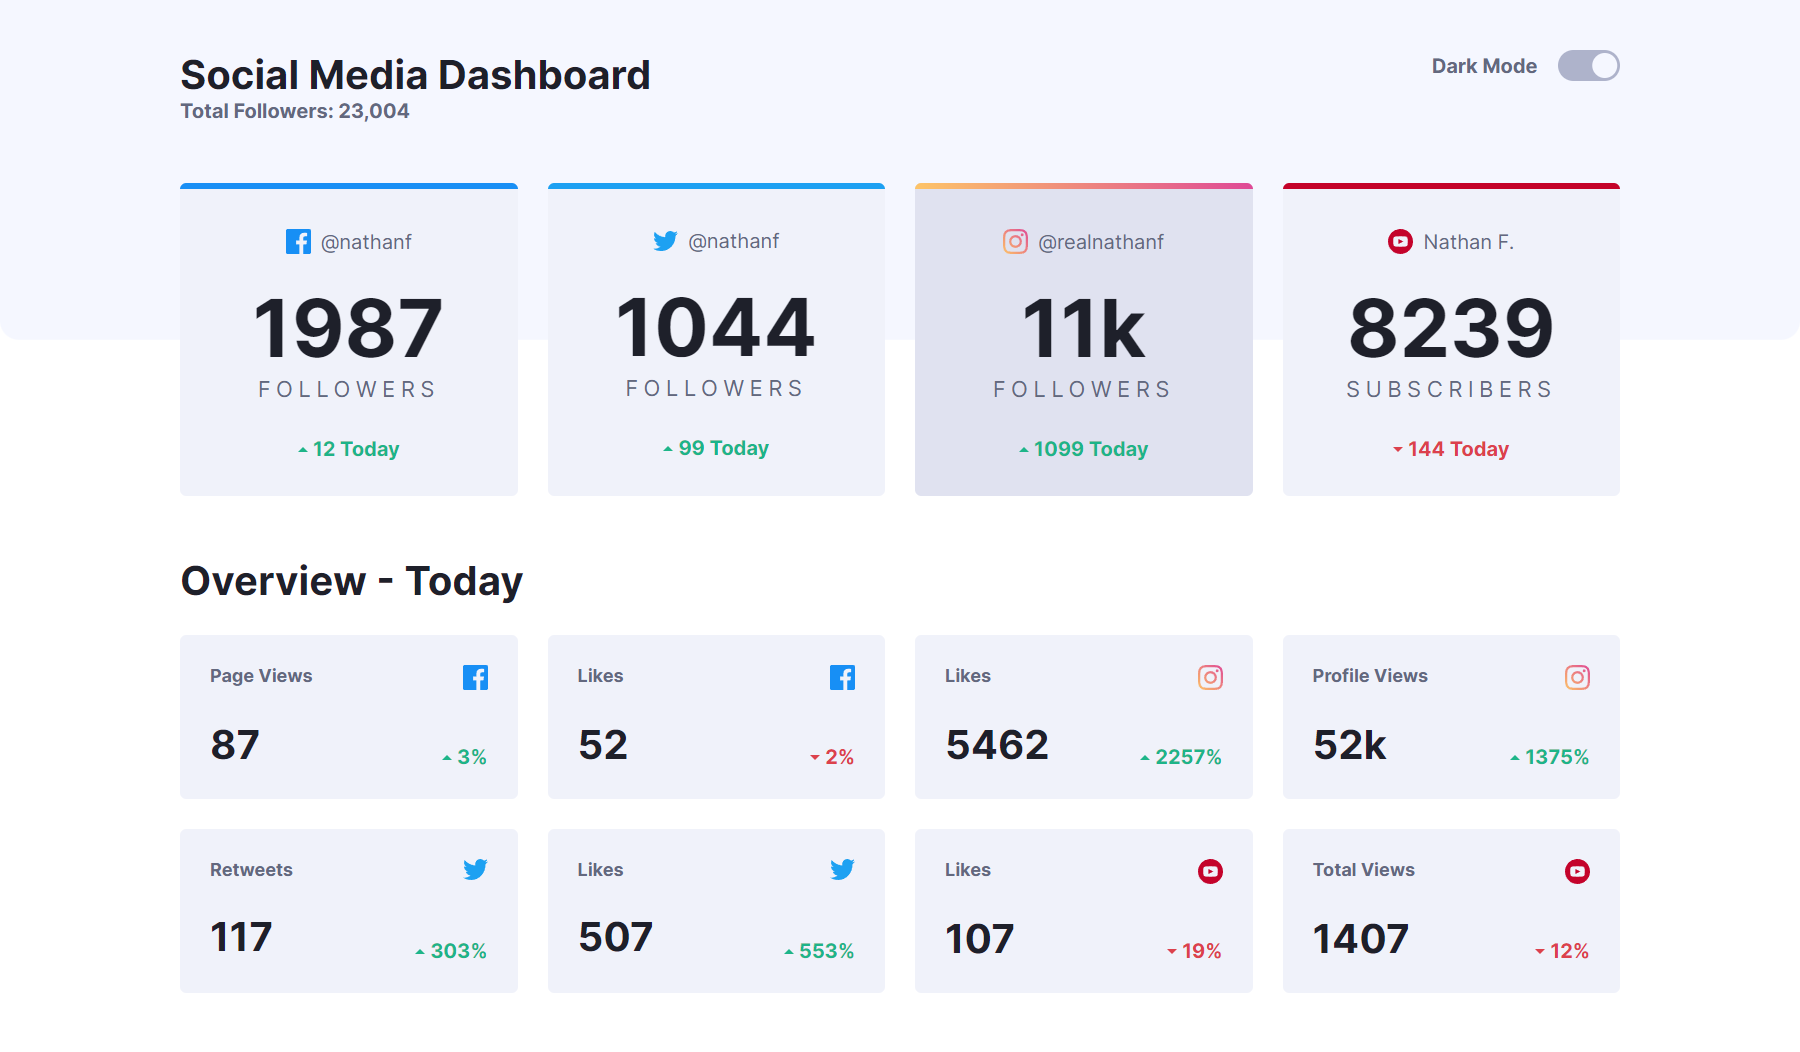 Social Media Dashboard
Total Followers: 23,004
Dark Mode
@nathanf
1987
FOLLOWERS
12 Today
@nathanf
1044
FOLLOWERS
99 Today
@realnathanf
11k
FOLLOWERS
1099 Today
Nathan F.
8239
SUBSCRIBERS
144 Today
Overview - Today
Page Views
87
3%
Likes
52
2%
Likes
5462
2257%
Profile Views
52k
1375%
Retweets
117
303%
Likes
507
553%
Likes
107
19%
Total Views
1407
12%